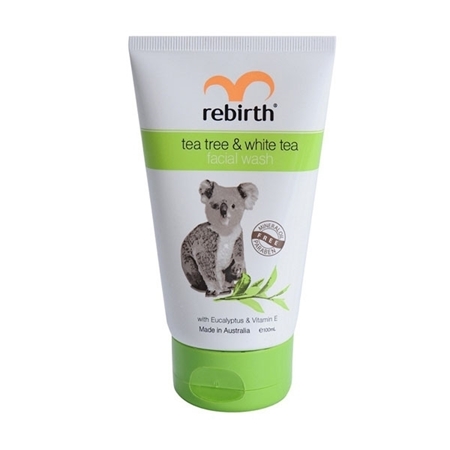 rebirth®
tea tree & white tea
facial wash
MINERAL OIL
FREE
PARABEN
with Eucalyptus & Vitamin E
Made in Australia
℮100mL